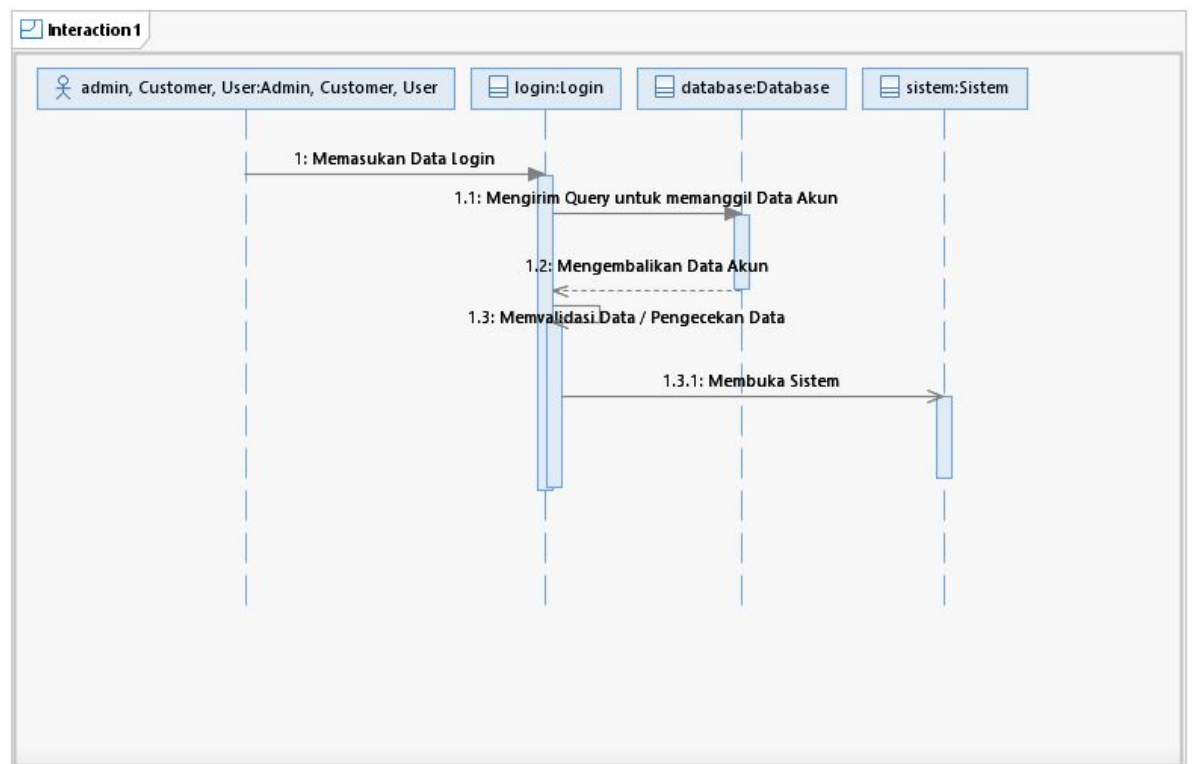 Interaction1
admin, Customer, User:Admin, Customer, User
login:Login
database:Database
sistem:Sistem
1: Memasukan Data Login
1.1: Mengirim Query untuk memanggil Data Akun
1.2: Mengembalikan Data Akun
1.3: Memvalidasi Data / Pengecekan Data
1.3.1: Membuka Sistem